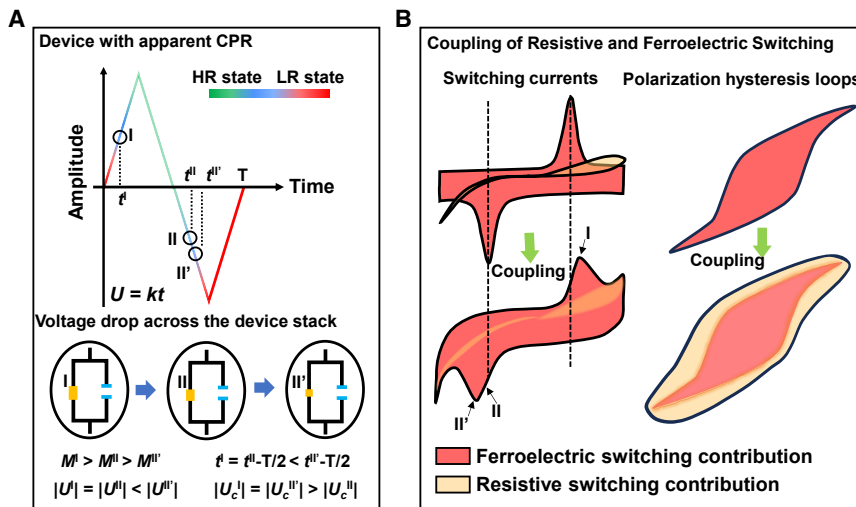 A
Device with apparent CPR
HR state
LR state
Amplitude
I
t^I
t^II
t^II'
T
Time
II
II'
U = kt
Voltage drop across the device stack
I
II
II'
M^I > M^II > M^II'
t^I = t^II-T/2 < t^II'-T/2
|U^I| = |U^II| < |U^II'|
|U_c^I| = |U_c^II'| > |U_c^II|
B
Coupling of Resistive and Ferroelectric Switching
Switching currents
Polarization hysteresis loops
I
Coupling
Coupling
II'
II
Ferroelectric switching contribution
Resistive switching contribution